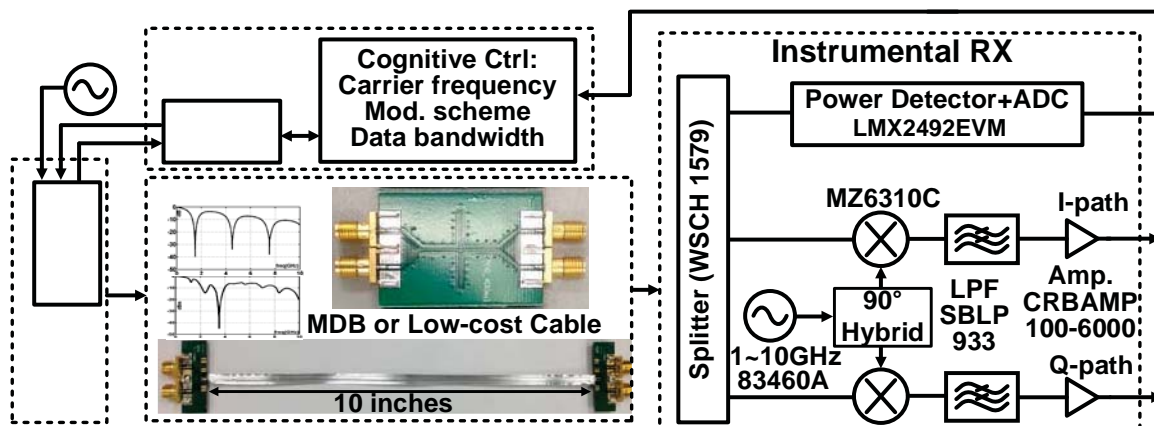 Cognitive Ctrl:
Carrier frequency
Mod. scheme
Data bandwidth
Instrumental RX
Splitter (WSCH 1579)
Power Detector+ADC
LMX2492EVM
MZ6310C
I-path
90°
Hybrid
LPF
SBLP
933
Amp.
CRBAMP
100-6000
1~10GHz
83460A
Q-path
MDB or Low-cost Cable
10 inches